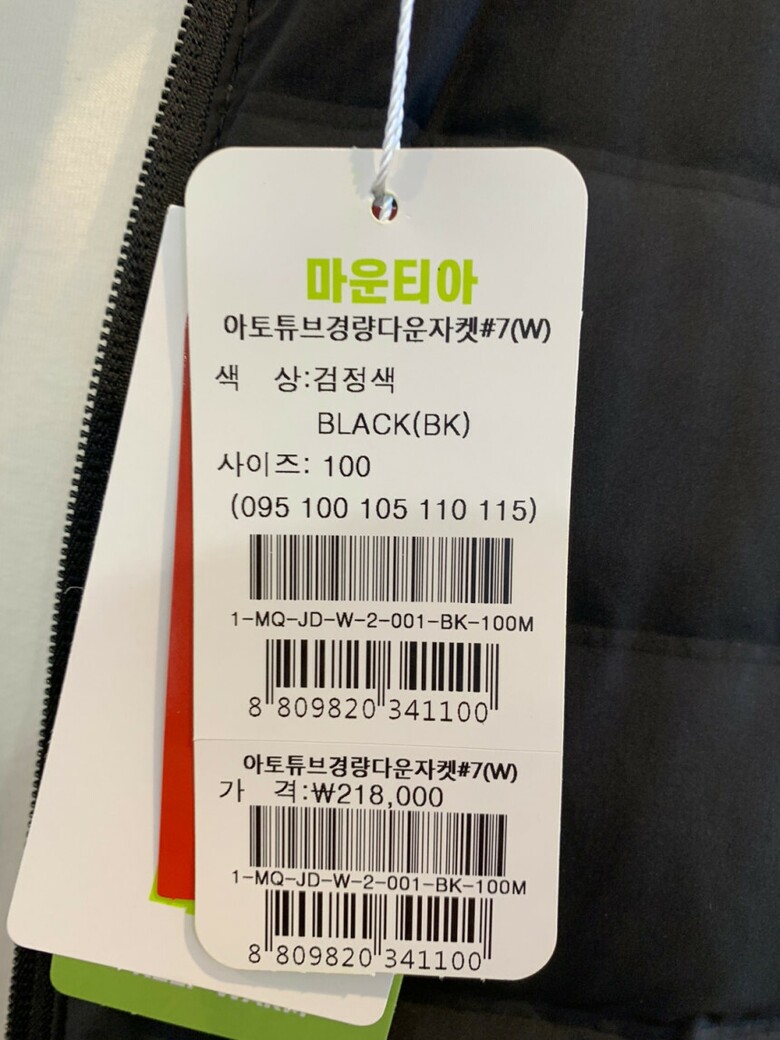 마운티아
아토튜브경량다운자켓#7(W)
색 상:검정색
BLACK(BK)
사이즈: 100
(095 100 105 110 115)
1-MQ-JD-W-2-001-BK-100M
8 809820 341100
아토튜브경량다운자켓#7(W)
가 격:₩218,000
1-MQ-JD-W-2-001-BK-100M
8 809820 341100